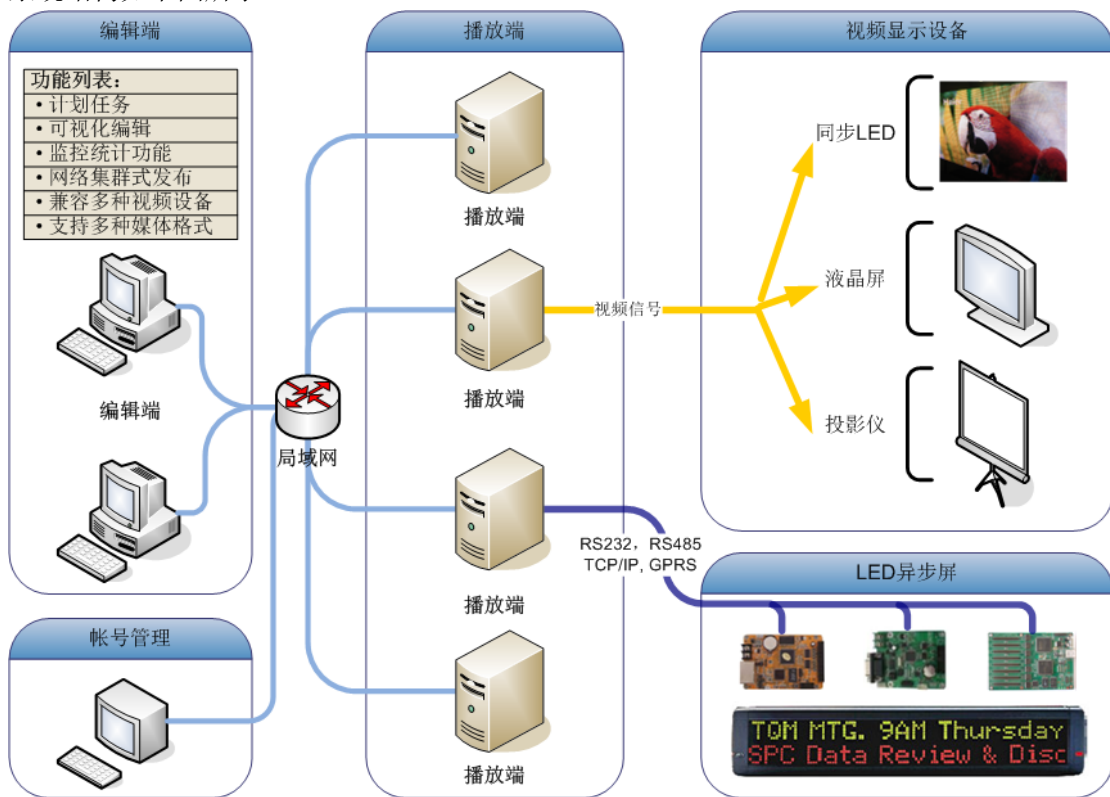 编辑端
功能列表：
•计划任务
•可视化编辑
•监控统计功能
•网络集群式发布
•兼容多种视频设备
•支持多种媒体格式
编辑端
帐号管理
局域网
播放端
播放端
播放端
播放端
播放端
视频信号
RS232，RS485
TCP/IP, GPRS
视频显示设备
同步LED
液晶屏
投影仪
LED异步屏
TQM MTG. 9AM Thursday
SPC Data Review & Disc